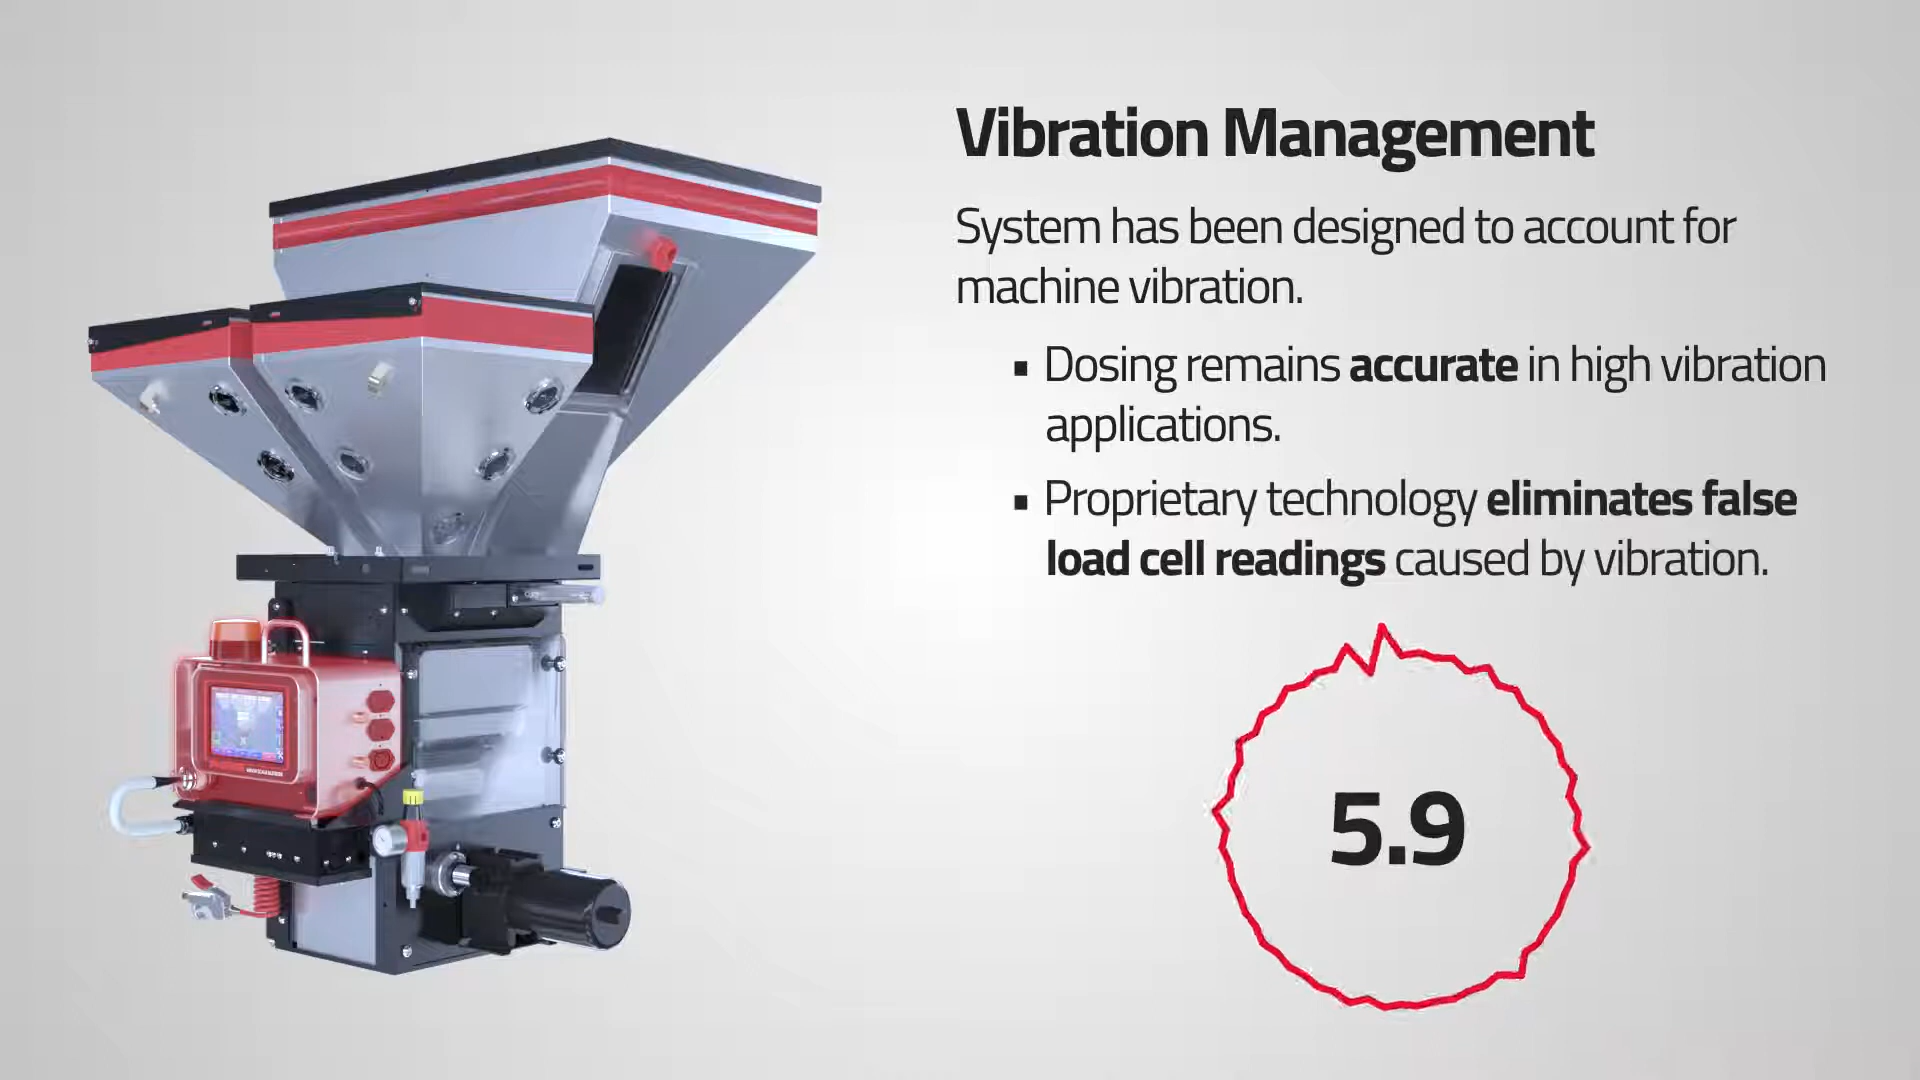 Vibration Management
System has been designed to account for
machine vibration.
▪ Dosing remains accurate in high vibration
applications.
▪ Proprietary technology eliminates false
load cell readings caused by vibration.
5.9